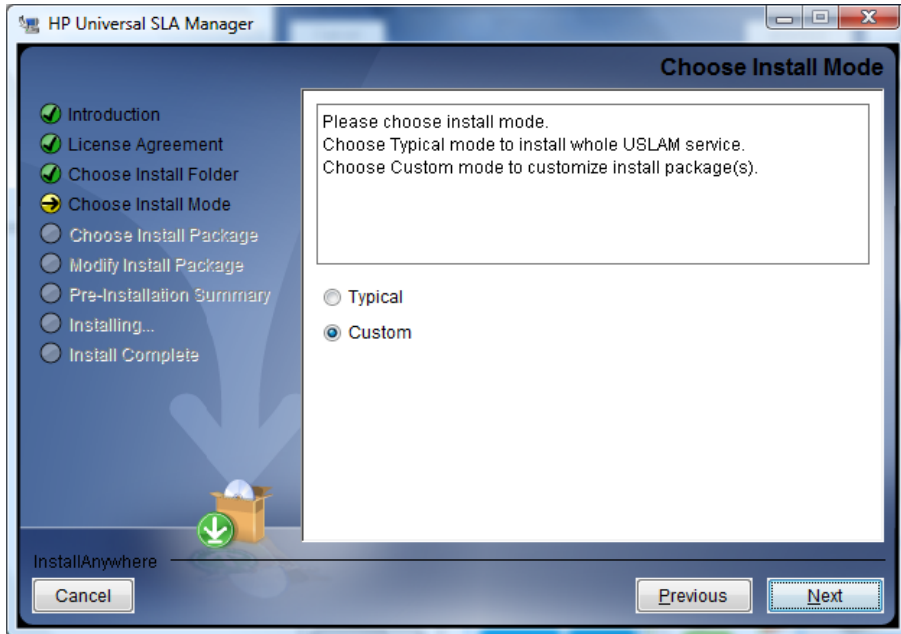 HP Universal SLA Manager
Choose Install Mode
Introduction
License Agreement
Choose Install Folder
Choose Install Mode
Choose Install Package
Modify Install Package
Pre-Installation Summary
Installing...
Install Complete
Please choose install mode.
Choose Typical mode to install whole USLAM service.
Choose Custom mode to customize install package(s).
Typical
Custom
InstallAnywhere
Cancel
Previous
Next